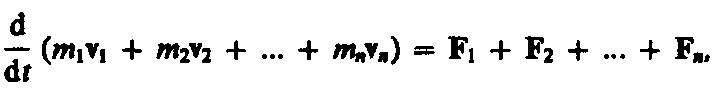 d/dt (m₁v₁ + m₂v₂ + ... + mₙvₙ) = F₁ + F₂ + ... + Fₙ,